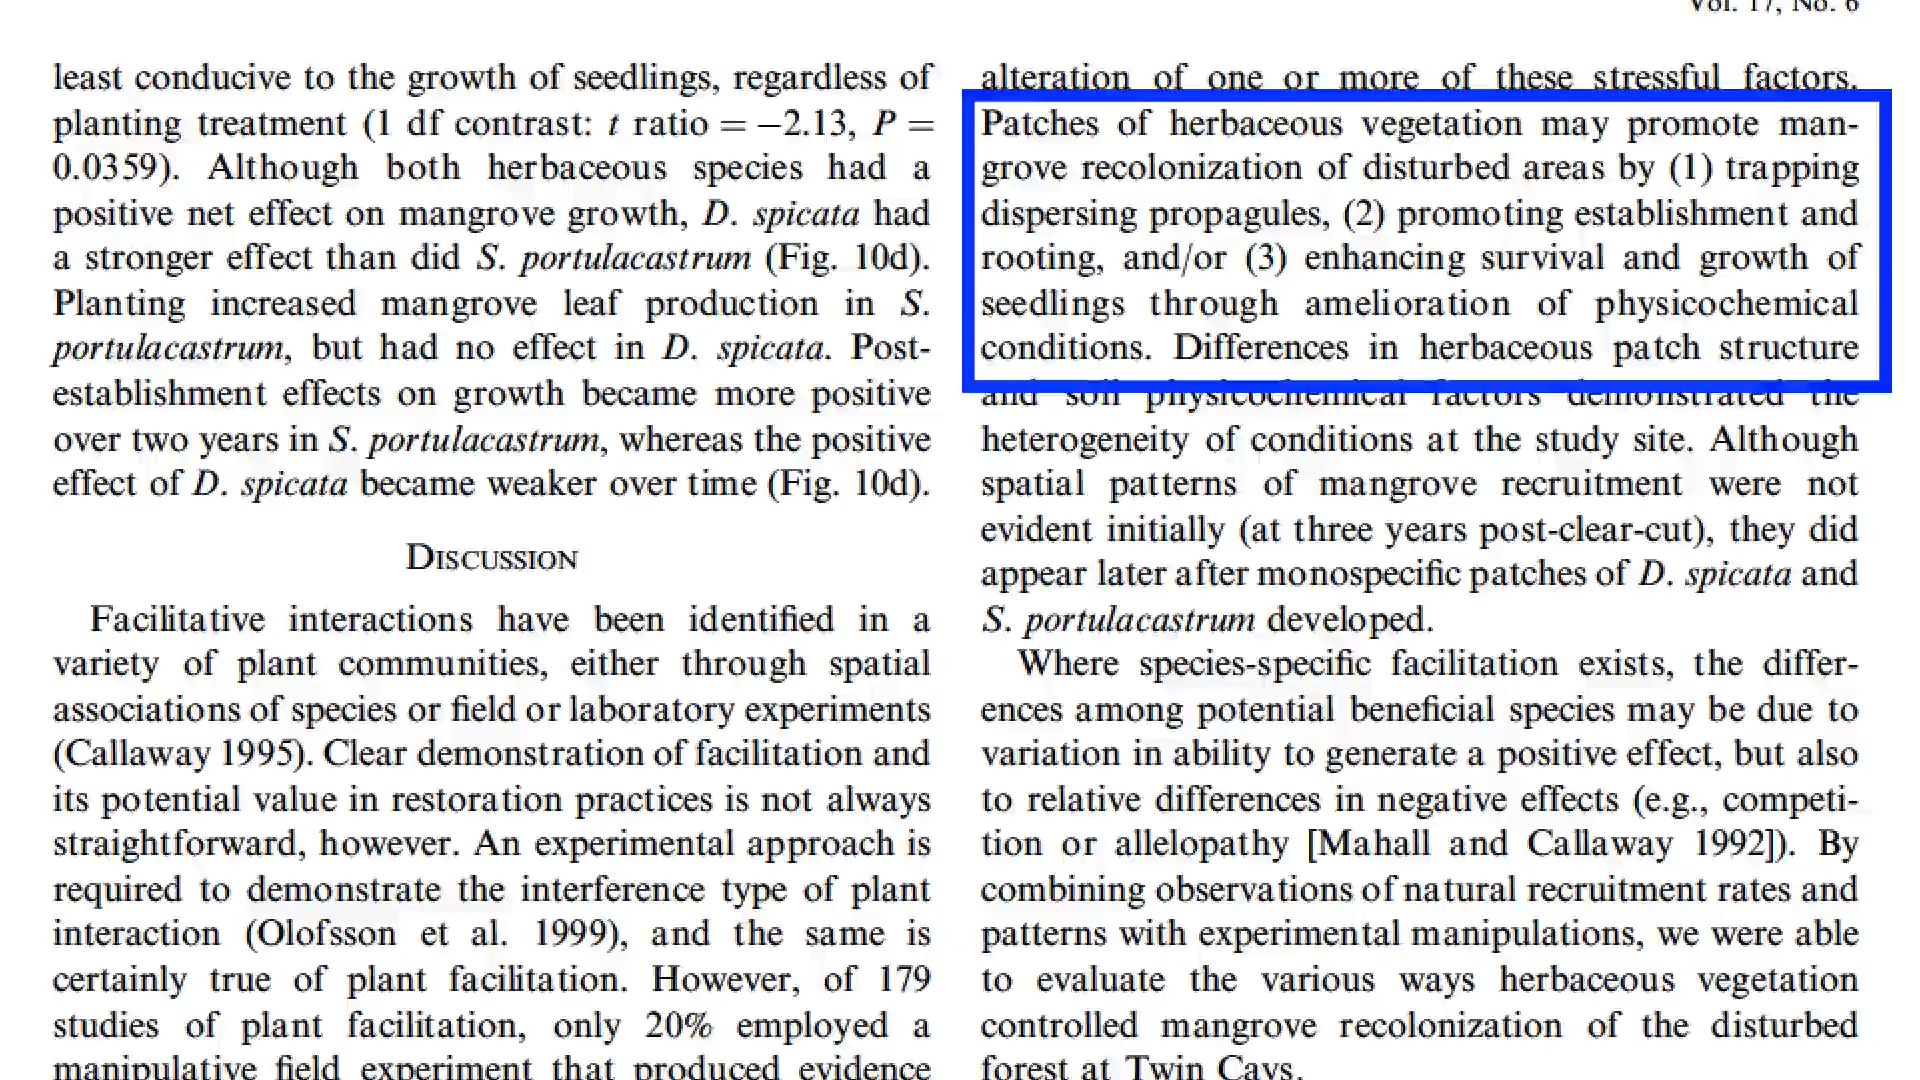 Vol. 17, No. 6
least conducive to the growth of seedlings, regardless of
planting treatment (1 df contrast: t ratio = −2.13, P =
0.0359). Although both herbaceous species had a
positive net effect on mangrove growth, D. spicata had
a stronger effect than did S. portulacastrum (Fig. 10d).
Planting increased mangrove leaf production in S.
portulacastrum, but had no effect in D. spicata. Post-
establishment effects on growth became more positive
over two years in S. portulacastrum, whereas the positive
effect of D. spicata became weaker over time (Fig. 10d).
DISCUSSION
Facilitative interactions have been identified in a
variety of plant communities, either through spatial
associations of species or field or laboratory experiments
(Callaway 1995). Clear demonstration of facilitation and
its potential value in restoration practices is not always
straightforward, however. An experimental approach is
required to demonstrate the interference type of plant
interaction (Olofsson et al. 1999), and the same is
certainly true of plant facilitation. However, of 179
studies of plant facilitation, only 20% employed a
manipulative field experiment that produced evidence
alteration of one or more of these stressful factors.
Patches of herbaceous vegetation may promote man-
grove recolonization of disturbed areas by (1) trapping
dispersing propagules, (2) promoting establishment and
rooting, and/or (3) enhancing survival and growth of
seedlings through amelioration of physicochemical
conditions. Differences in herbaceous patch structure
and soil physicochemical factors demonstrated the
heterogeneity of conditions at the study site. Although
spatial patterns of mangrove recruitment were not
evident initially (at three years post-clear-cut), they did
appear later after monospecific patches of D. spicata and
S. portulacastrum developed.
Where species-specific facilitation exists, the differ-
ences among potential beneficial species may be due to
variation in ability to generate a positive effect, but also
to relative differences in negative effects (e.g., competi-
tion or allelopathy [Mahall and Callaway 1992]). By
combining observations of natural recruitment rates and
patterns with experimental manipulations, we were able
to evaluate the various ways herbaceous vegetation
controlled mangrove recolonization of the disturbed
forest at Twin Cays.